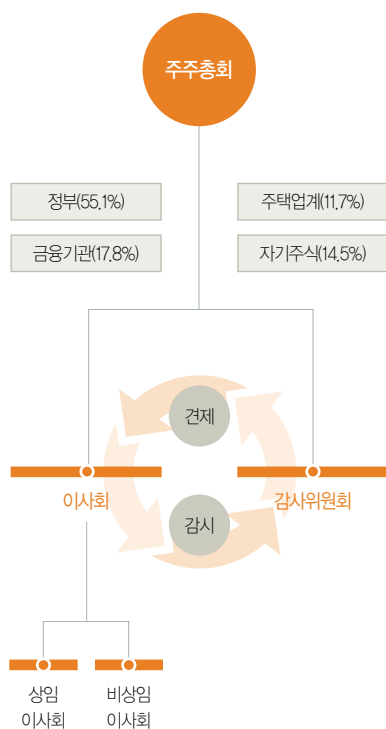 주주총회
정부(55.1%)
주택업계(11.7%)
금융기관(17.8%)
자기주식(14.5%)
견제
이사회
감사위원회
감시
상임
이사회
비상임
이사회